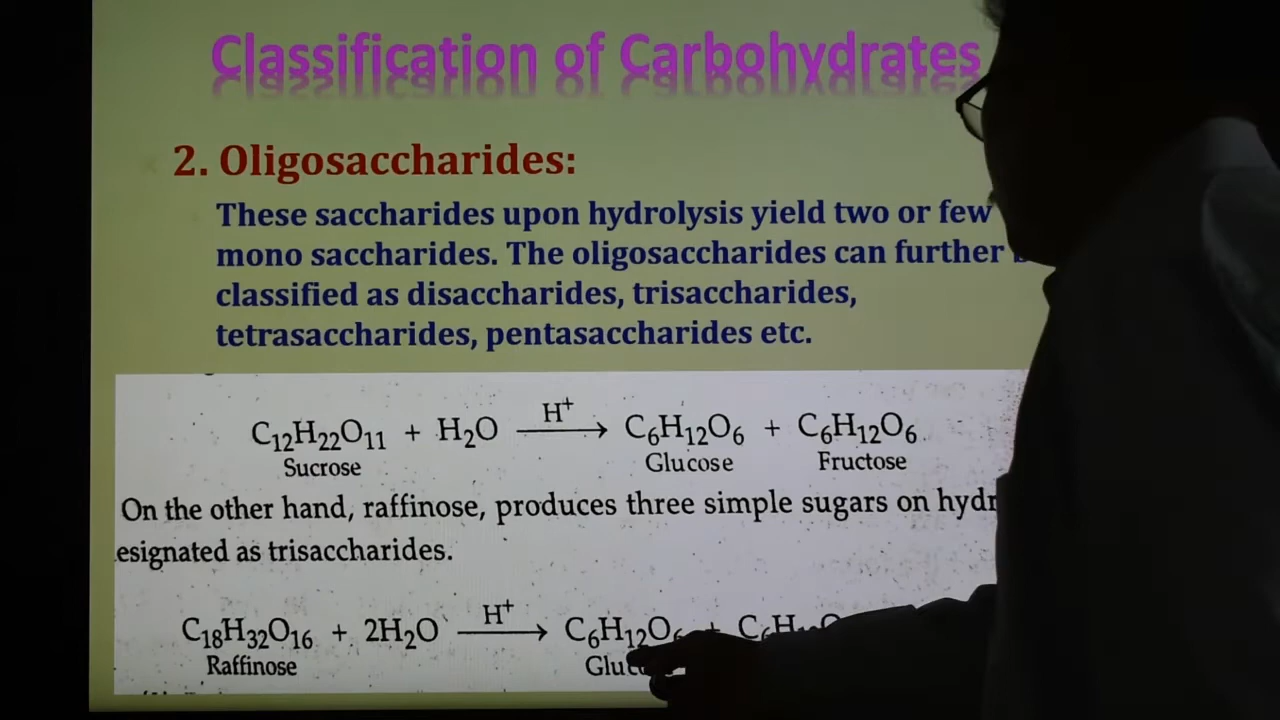 Classification of Carbohydrates
2. Oligosaccharides:
These saccharides upon hydrolysis yield two or few
mono saccharides. The oligosaccharides can further
classified as disaccharides, trisaccharides,
tetrasaccharides, pentasaccharides etc.
C₁₂H₂₂O₁₁ + H₂O H⁺ → C₆H₁₂O₆ + C₆H₁₂O₆.
Sucrose Glucose Fructose
On the other hand, raffinose, produces three simple sugars on hydr
esignated as trisaccharides.
C₁₈H₃₂O₁₆ + 2H₂O H⁺ → C₆H₁₂O₆ +
Raffinose